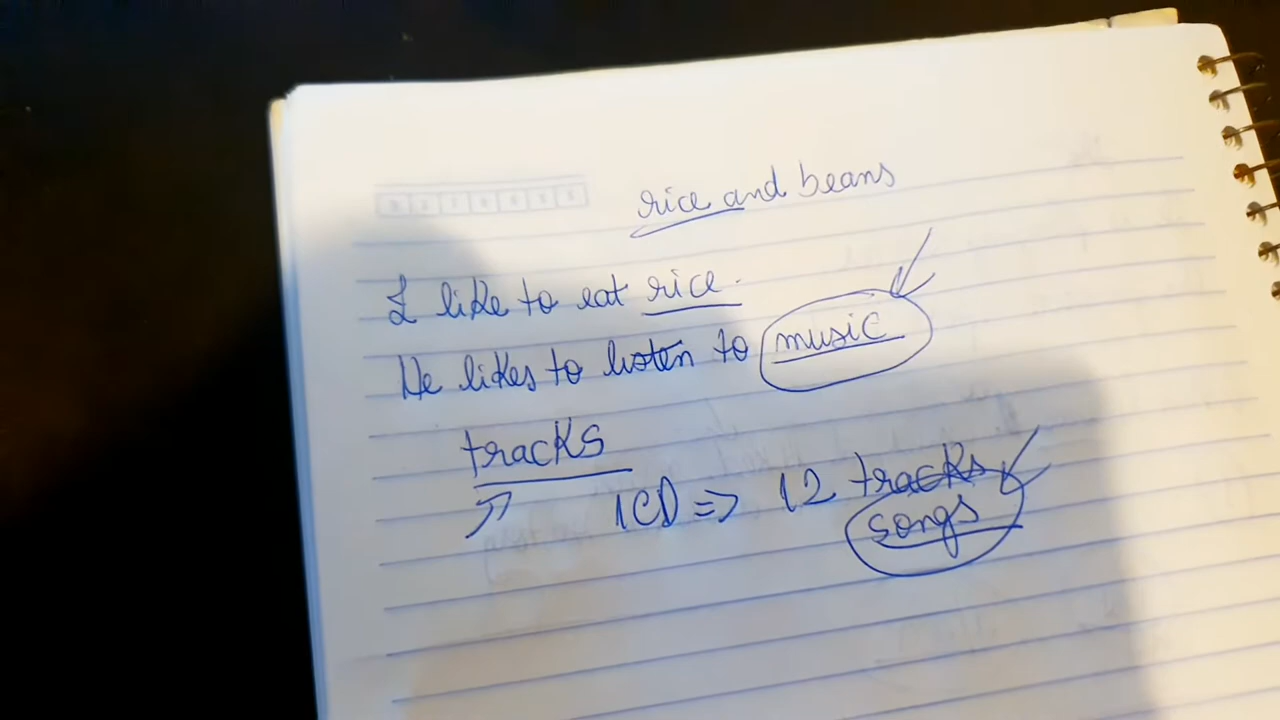 rice and beans
I like to eat rice.
He likes to listen to music
tracks
1CD => 12 tracks
songs